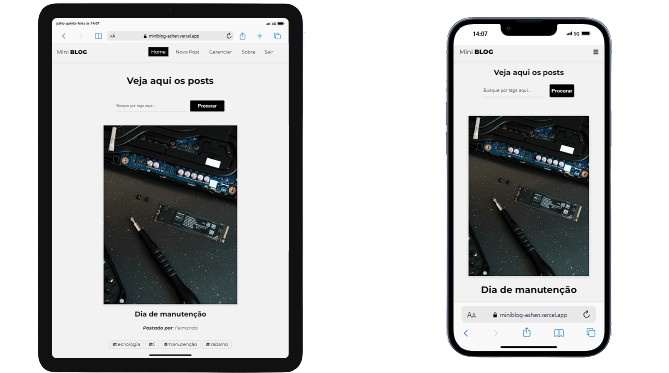 julho quinta-feira às 14:07
5G
AA miniblog-ashen.vercel.app
Mini BLOG Home Novo Post Gerenciar Sobre Sair
Veja aqui os posts
Busque por tags aqui... Procurar
Dia de manutenção
Postado por: Fernando
#tecnologia #manutenção
14:07 5G
Mini BLOG
Veja aqui os posts
Busque por tags aqui... Procurar
Dia de manutenção
AA miniblog-ashen.vercel.app